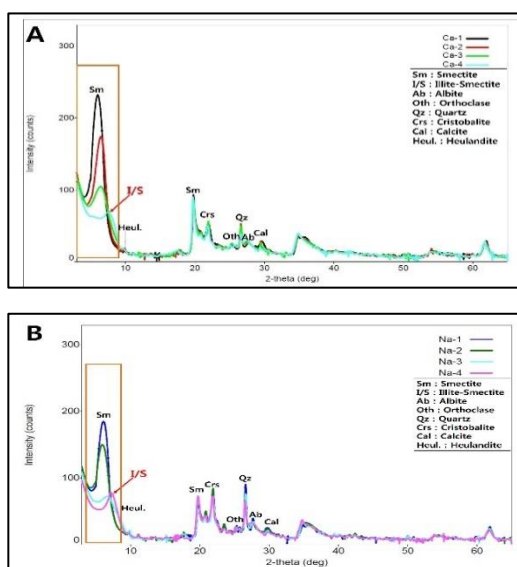 A
Ca-1
Ca-2
Ca-3
Ca-4
Sm : Smectite
I/S : Illite-Smectite
Ab : Albite
Oth : Orthoclase
Qz : Quartz
Crs : Cristobalite
Cal : Calcite
Heul. : Heulandite
Intensity (counts)
300
200
100
0
Sm
I/S
Heul.
Sm
Crs
Oth
Qz
Ab
Cal
10 20 30 40 50 60
2-theta (deg)
B
Na-1
Na-2
Na-3
Na-4
Sm : Smectite
I/S : Illite-Smectite
Ab : Albite
Oth : Orthoclase
Qz : Quartz
Crs : Cristobalite
Cal : Calcite
Heul. : Heulandite
Intensity (counts)
300
200
100
0
Sm
I/S
Heul.
Sm
Crs
Oth
Qz
Ab
Cal
10 20 30 40 50 60
2-theta (deg)